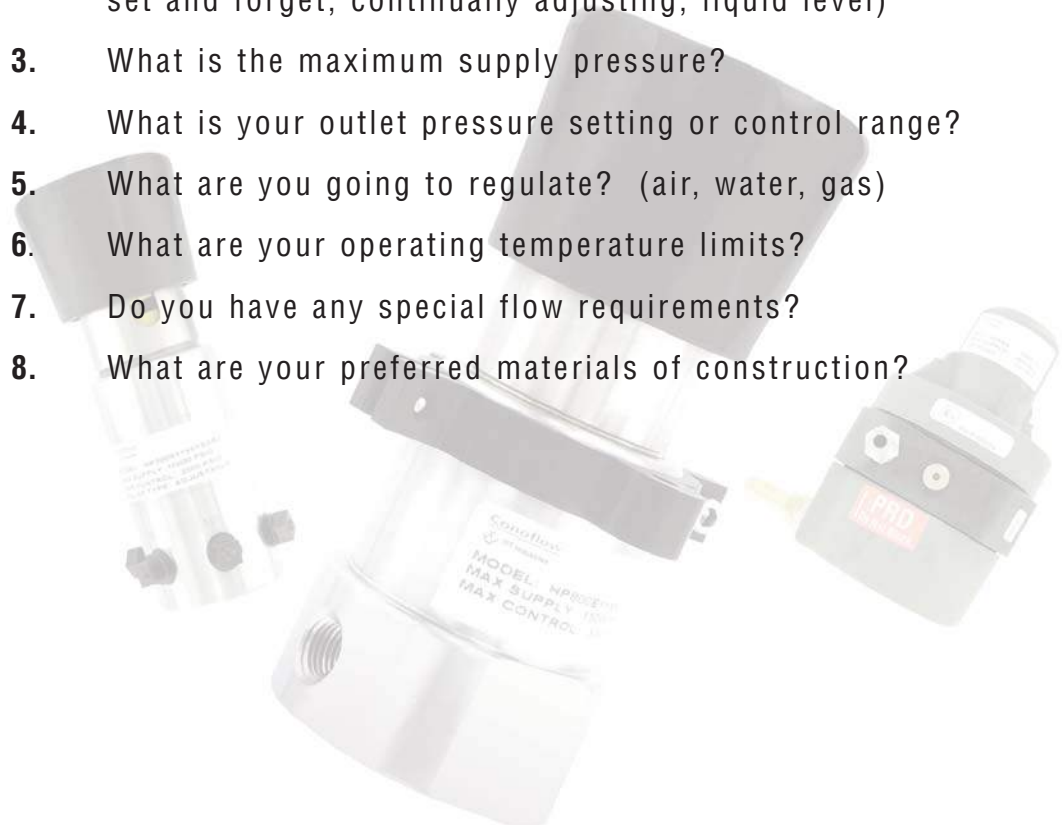 set and forget, continually adjusting, liquid level)
3. What is the maximum supply pressure?
4. What is your outlet pressure setting or control range?
5. What are you going to regulate? (air, water, gas)
6. What are your operating temperature limits?
7. Do you have any special flow requirements?
8. What are your preferred materials of construction?
Conoflow
MODEL: HP800E
MAX SUPPLY
MAX CONTROL
PRD